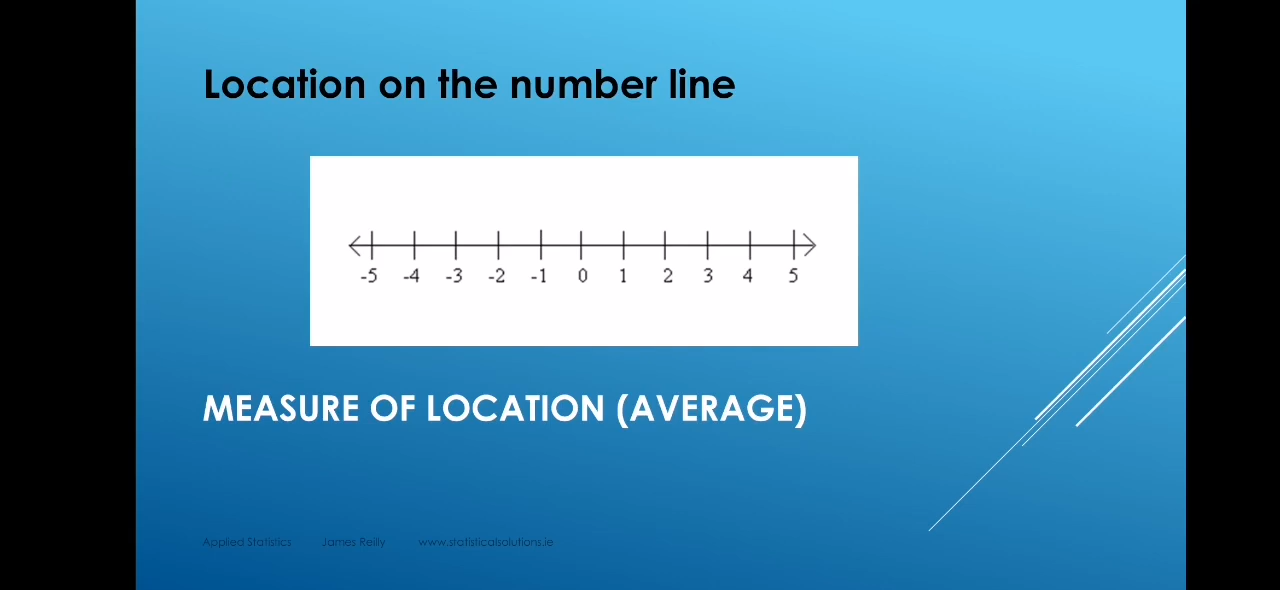 Location on the number line
-5 -4 -3 -2 -1 0 1 2 3 4 5
MEASURE OF LOCATION (AVERAGE)
Applied Statistics James Reilly www.statisticalsolutions.ie